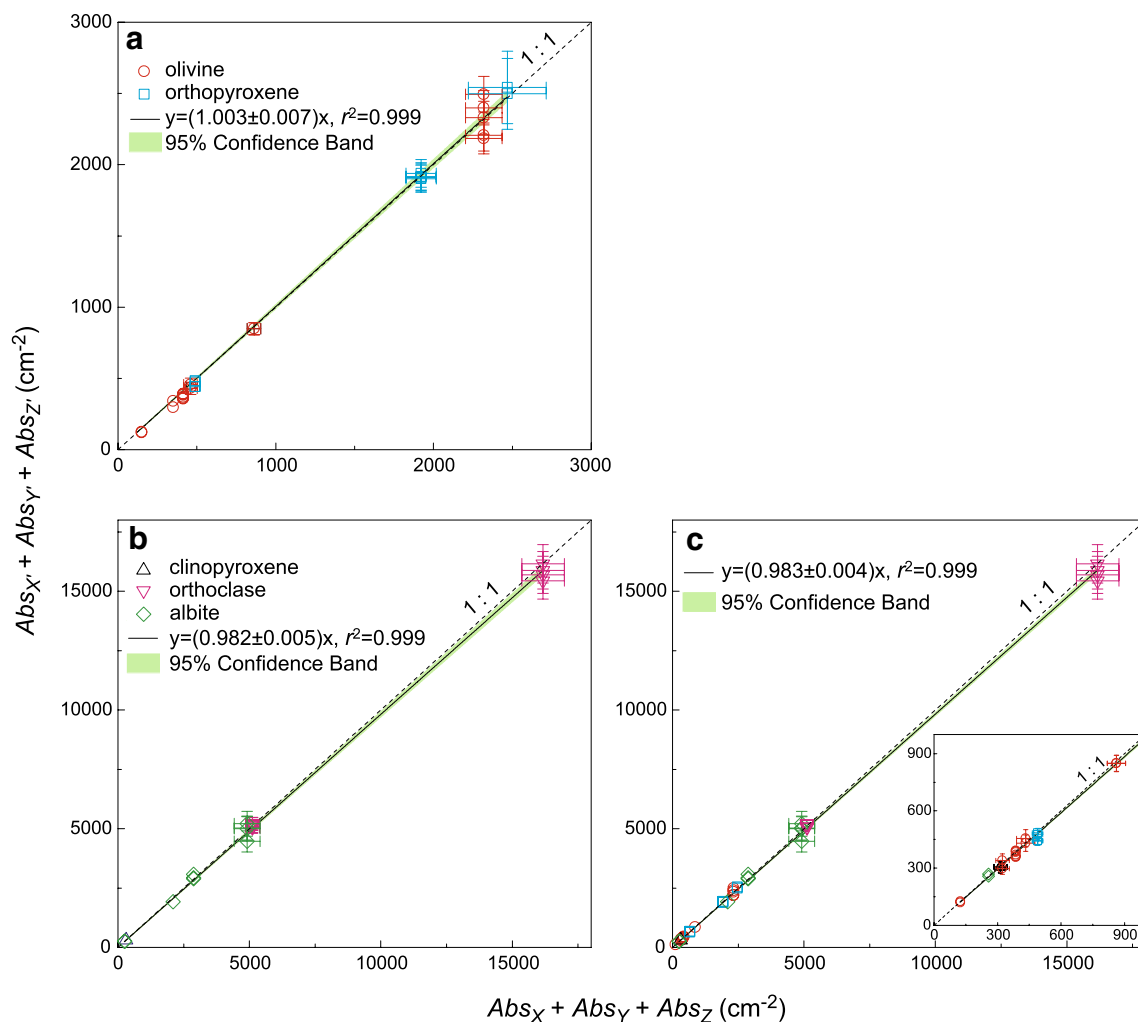 a
olivine
orthopyroxene
y=(1.003±0.007)x, r²=0.999
95% Confidence Band
1 : 1
3000
2000
1000
0
0
1000
2000
3000
Abs_X' + Abs_Y' + Abs_Z' (cm⁻²)
b
clinopyroxene
orthoclase
albite
y=(0.982±0.005)x, r²=0.999
95% Confidence Band
1 : 1
15000
10000
5000
0
0
5000
10000
15000
c
y=(0.983±0.004)x, r²=0.999
95% Confidence Band
1 : 1
15000
10000
5000
0
0
5000
10000
15000
1 : 1
900
600
300
0
0
300
600
900
Abs_X + Abs_Y + Abs_Z (cm⁻²)